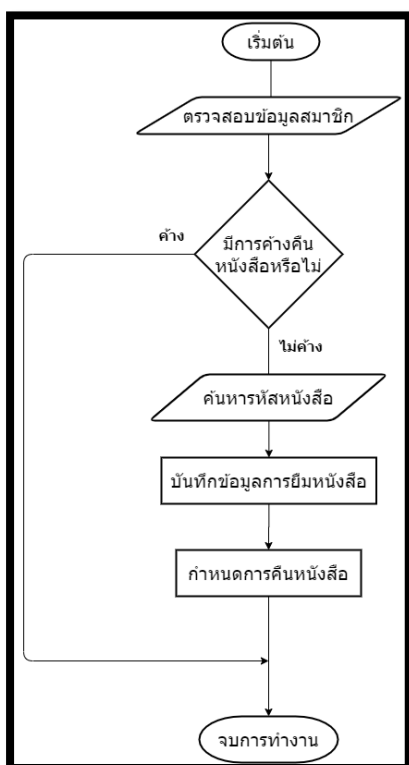 เริ่มต้น
ตรวจสอบข้อมูลสมาชิก
ค้าง
มีการค้างคืน
หนังสือหรือไม่
ไม่ค้าง
ค้นหารหัสหนังสือ
บันทึกข้อมูลการยืมหนังสือ
กำหนดการคืนหนังสือ
จบการทำงาน